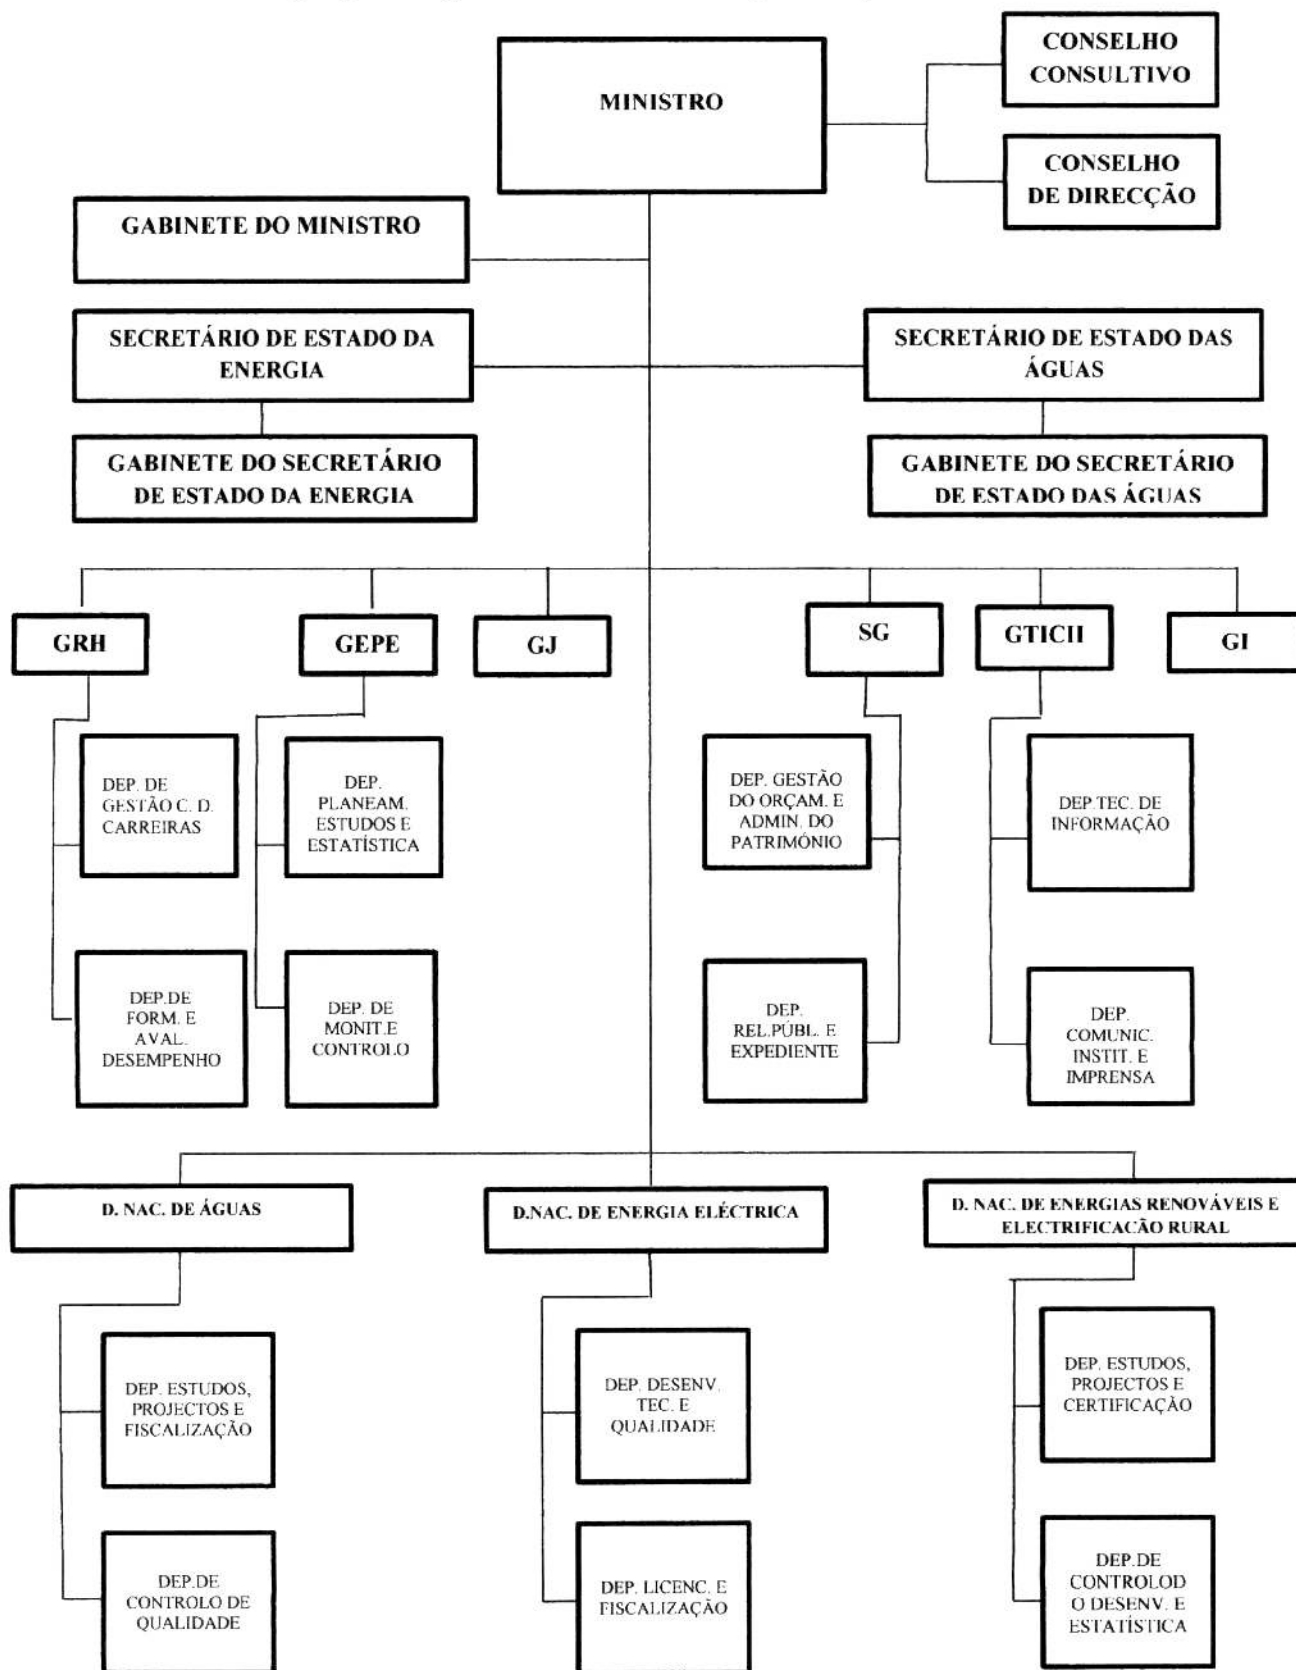 MINISTRO
CONSELHO
CONSULTIVO
CONSELHO
DE DIRECÇÃO
GABINETE DO MINISTRO
SECRETÁRIO DE ESTADO DA
ENERGIA
SECRETÁRIO DE ESTADO DAS
ÁGUAS
GABINETE DO SECRETÁRIO
DE ESTADO DA ENERGIA
GABINETE DO SECRETÁRIO
DE ESTADO DAS ÁGUAS
GRH
GEPE
GJ
SG
GTICII
GI
DEP. DE
GESTÃO C. D.
CARREIRAS
DEP.
PLANEAM.
ESTUDOS E
ESTATÍSTICA
DEP. GESTÃO
DO ORÇAM. E
ADMIN. DO
PATRIMÓNIO
DEP.TEC. DE
INFORMAÇÃO
DEP.DE
FORM. E
AVAL.
DESEMPENHO
DEP. DE
MONIT.E
CONTROLO
DEP.
REL.PÚBL. E
EXPEDIENTE
DEP.
COMUNIC.
INSTIT. E
IMPRENSA
D. NAC. DE ÁGUAS
D.NAC. DE ENERGIA ELÉCTRICA
D. NAC. DE ENERGIAS RENOVÁVEIS E
ELECTRIFICAÇÃO RURAL
DEP. ESTUDOS,
PROJECTOS E
FISCALIZAÇÃO
DEP. DESENV.
TEC. E
QUALIDADE
DEP. ESTUDOS,
PROJECTOS E
CERTIFICAÇÃO
DEP.DE
CONTROLO DE
QUALIDADE
DEP. LICENC. E
FISCALIZAÇÃO
DEP.DE
CONTROLOD
O DESENV. E
ESTATÍSTICA